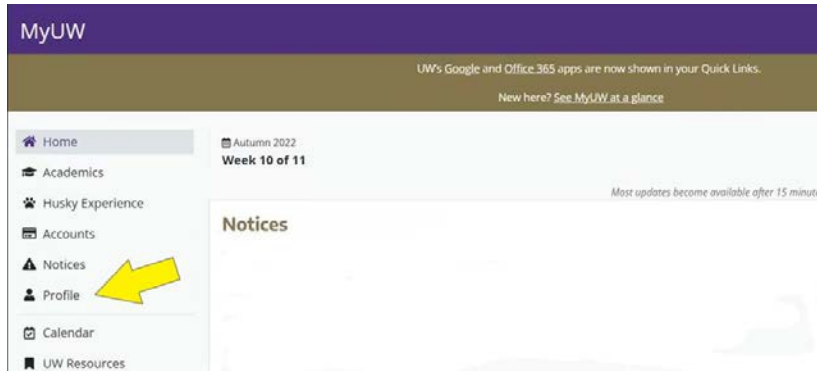 MyUW
UW's Google and Office 365 apps are now shown in your Quick Links.
New here? See MyUW at a glance
Home
Academics
Husky Experience
Accounts
Notices
Profile
Calendar
UW Resources
Autumn 2022
Week 10 of 11
Most updates become available after 15 minut
Notices